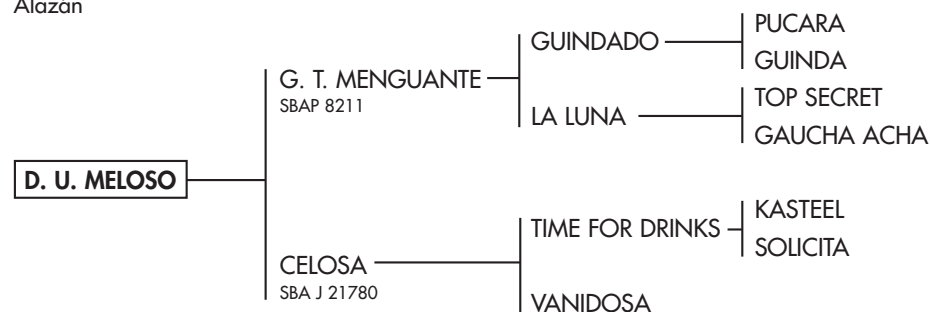 Alazán
PUCARA
GUINDADO
GUINDA
G. T. MENGUANTE
SBAP 8211
TOP SECRET
LA LUNA
GAUCHA ACHA
D. U. MELOSO
KASTEEL
TIME FOR DRINKS
SOLICITA
CELOSA
SBA J 21780
VANIDOSA